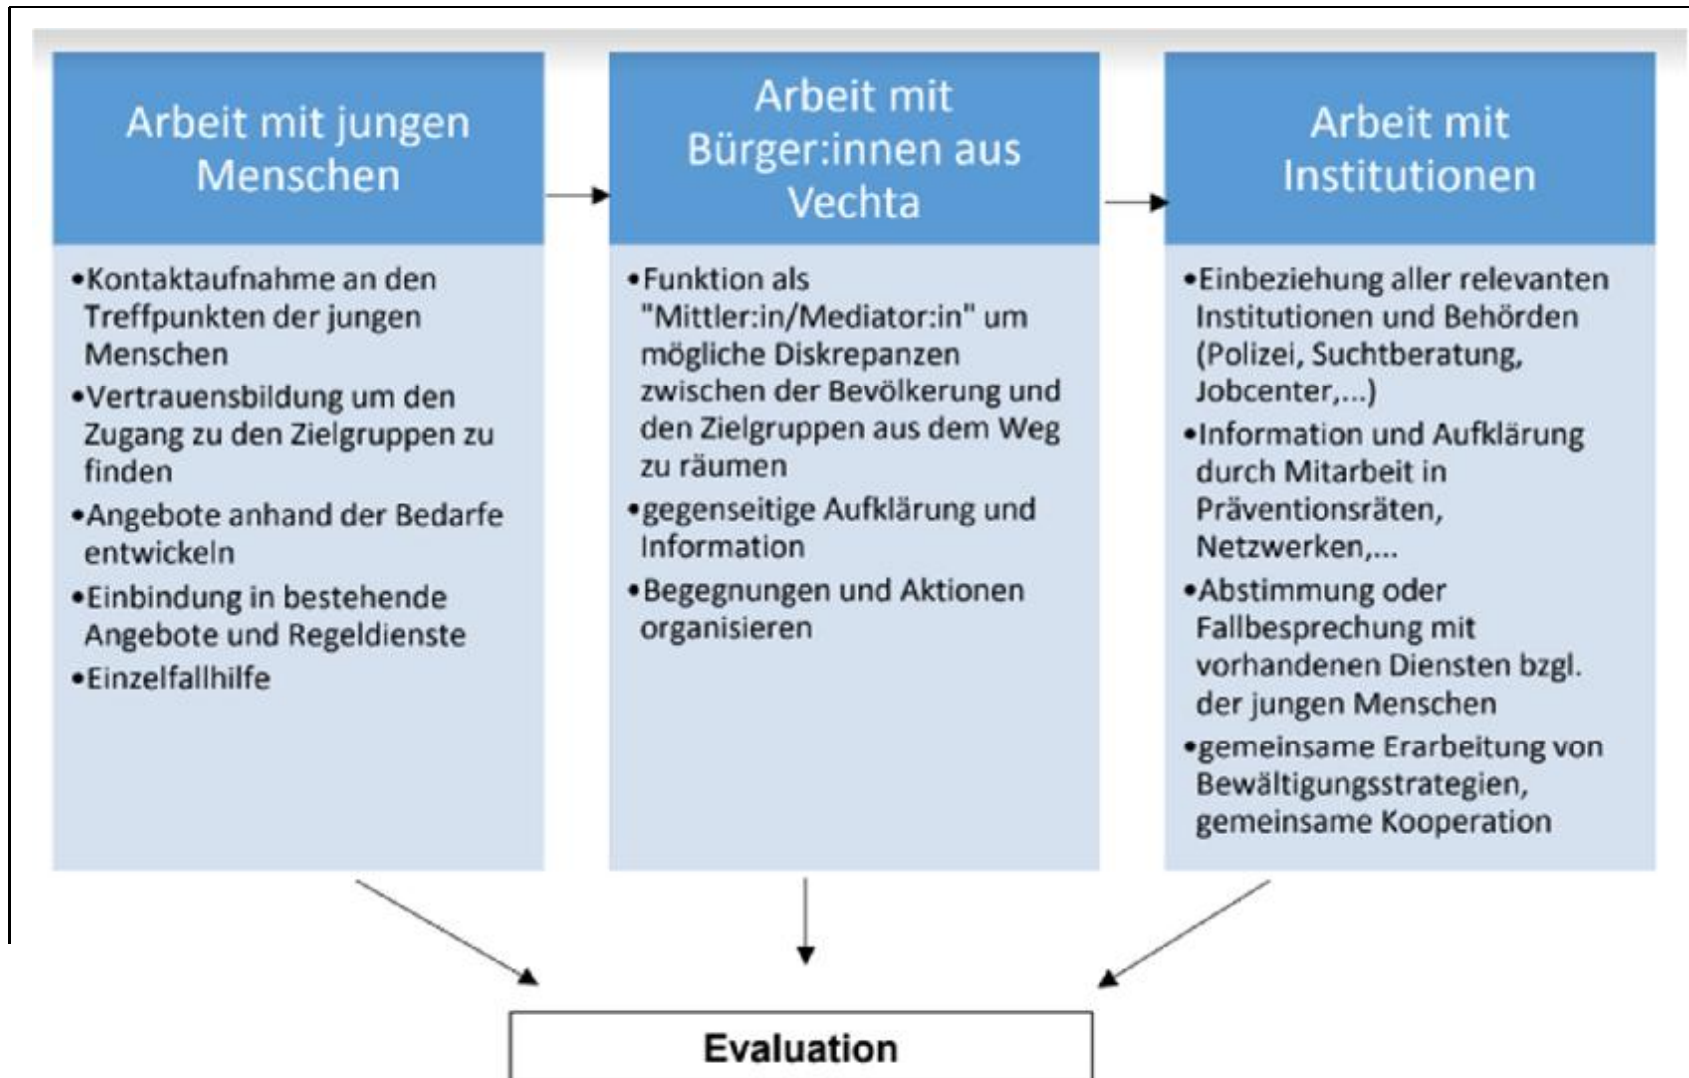 Arbeit mit jungen
Menschen
•Kontaktaufnahme an den
Treffpunkten der jungen
Menschen
•Vertrauensbildung um den
Zugang zu den Zielgruppen zu
finden
•Angebote anhand der Bedarfe
entwickeln
•Einbindung in bestehende
Angebote und Regeldienste
•Einzelfallhilfe
Arbeit mit
Bürger:innen aus
Vechta
•Funktion als
"Mittler:in/Mediator:in" um
mögliche Diskrepanzen
zwischen der Bevölkerung und
den Zielgruppen aus dem Weg
zu räumen
•gegenseitige Aufklärung und
Information
•Begegnungen und Aktionen
organisieren
Arbeit mit
Institutionen
•Einbeziehung aller relevanten
Institutionen und Behörden
(Polizei, Suchtberatung,
Jobcenter,...)
•Information und Aufklärung
durch Mitarbeit in
Präventionsräten,
Netzwerken,...
•Abstimmung oder
Fallbesprechung mit
vorhandenen Diensten bzgl.
der jungen Menschen
•gemeinsame Erarbeitung von
Bewältigungsstrategien,
gemeinsame Kooperation
Evaluation